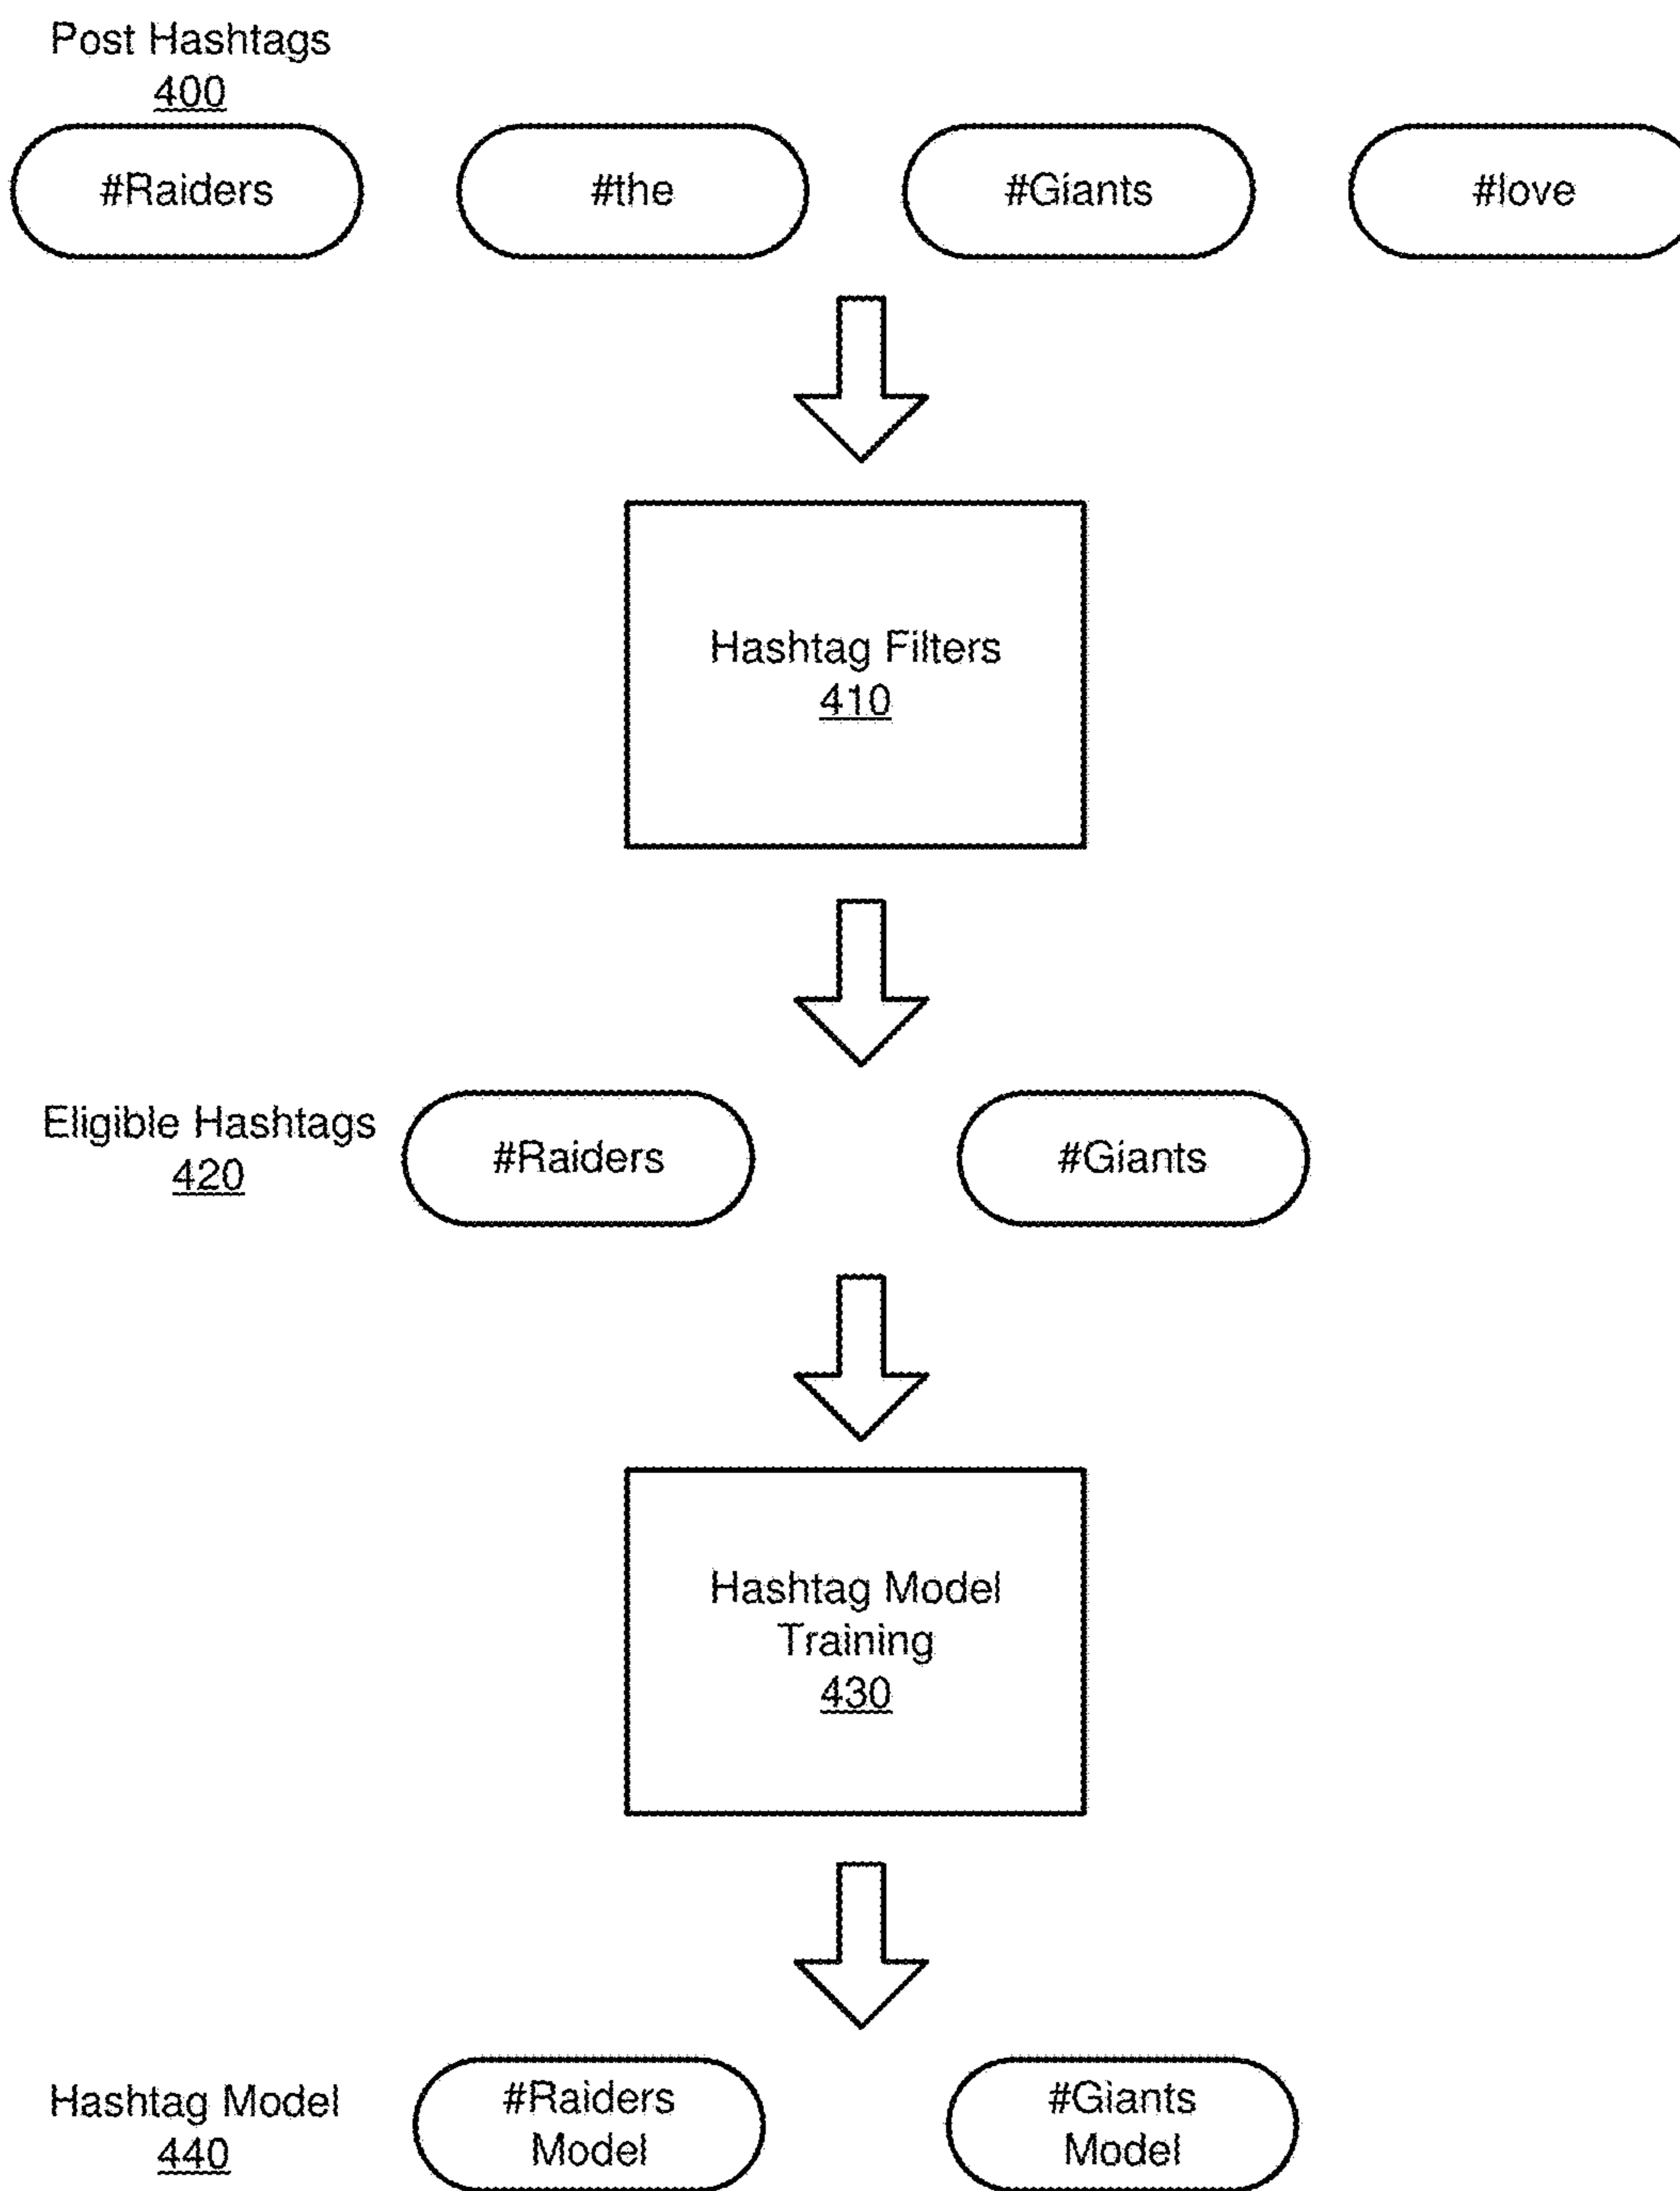 Post Hashtags
400
#Raiders
#the
#Giants
#love
Hashtag Filters
410
Eligible Hashtags
420
#Raiders
#Giants
Hashtag Model
Training
430
Hashtag Model
440
#Raiders
Model
#Giants
Model